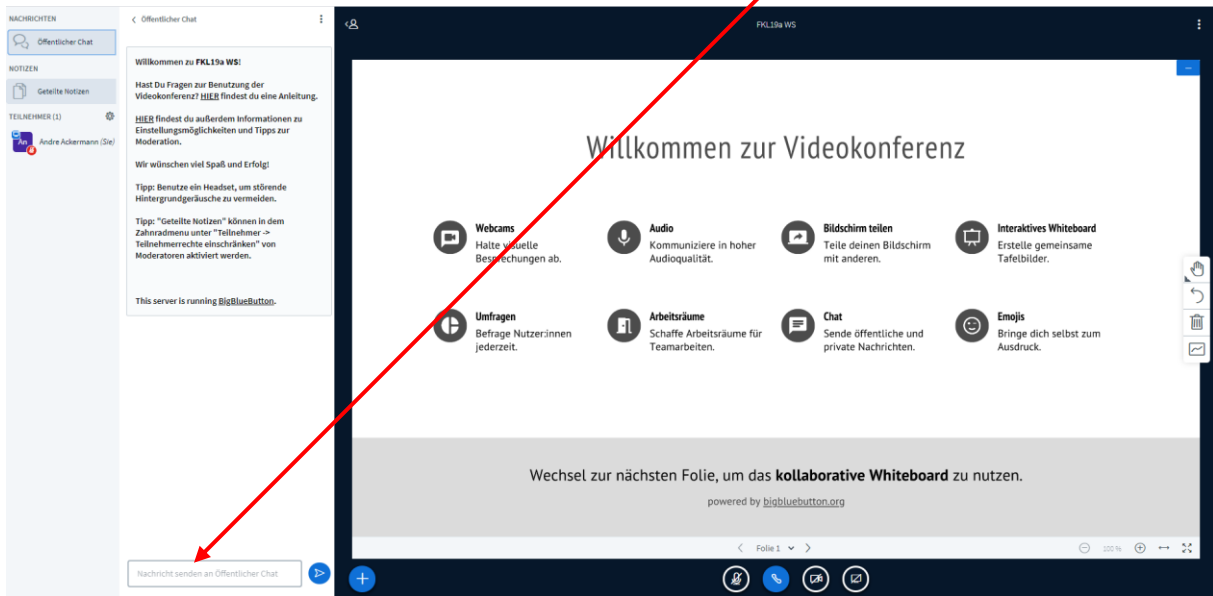 NACHRICHTEN
Öffentlicher Chat
NOTIZEN
Geteilte Notizen
TEILNEHMER (1)
An
Andre Ackermann (Sie)
Öffentlicher Chat
Willkommen zu FKL19a WS!
Hast Du Fragen zur Benutzung der
Videokonferenz? HIER findest du eine Anleitung.
HIER findest du außerdem Informationen zu
Einstellungsmöglichkeiten und Tipps zur
Moderation.
Wir wünschen viel Spaß und Erfolg!
Tipp: Benutze ein Headset, um störende
Hintergrundgeräusche zu vermeiden.
Tipp: "Geteilte Notizen" können in dem
Zahnradmenu unter "Teilnehmer ->
Teilnehmerrechte einschränken" von
Moderatoren aktiviert werden.
This server is running BigBlueButton.
Nachricht senden an Öffentlicher Chat
FKL19a WS
Willkommen zur Videokonferenz
Webcams
Halte visuelle
Besprechungen ab.
Audio
Kommuniziere in hoher
Audioqualität.
Bildschirm teilen
Teile deinen Bildschirm
mit anderen.
Interaktives Whiteboard
Erstelle gemeinsame
Tafelbilder.
Umfragen
Befrage Nutzer:innen
jederzeit.
Arbeitsräume
Schaffe Arbeitsräume für
Teamarbeiten.
Chat
Sende öffentliche und
private Nachrichten.
Emojis
Bringe dich selbst zum
Ausdruck.
Wechsel zur nächsten Folie, um das kollaborative Whiteboard zu nutzen.
powered by bigbluebutton.org
Folie 1
100 %